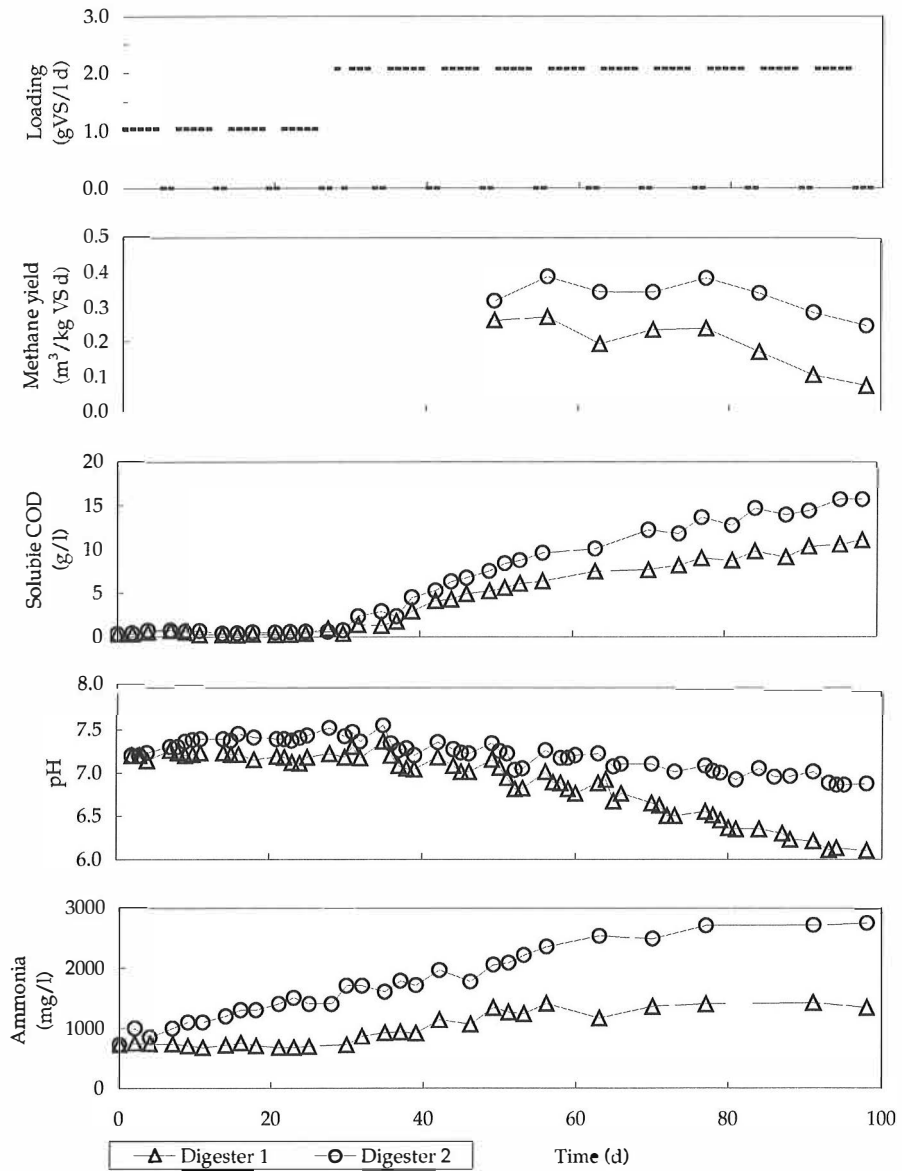 3.0
2.0
1.0
0.0
Loading
(gVS/l d)
0.5
0.4
0.3
0.2
0.1
0.0
Methane yield
(m³/kg VS d)
20
15
10
5
0
Soluble COD
(g/l)
8.0
7.5
7.0
6.5
6.0
pH
3000
2000
1000
0
Ammonia
(mg/l)
0 20 40 60 80 100
Digester 1 Digester 2 Time (d)